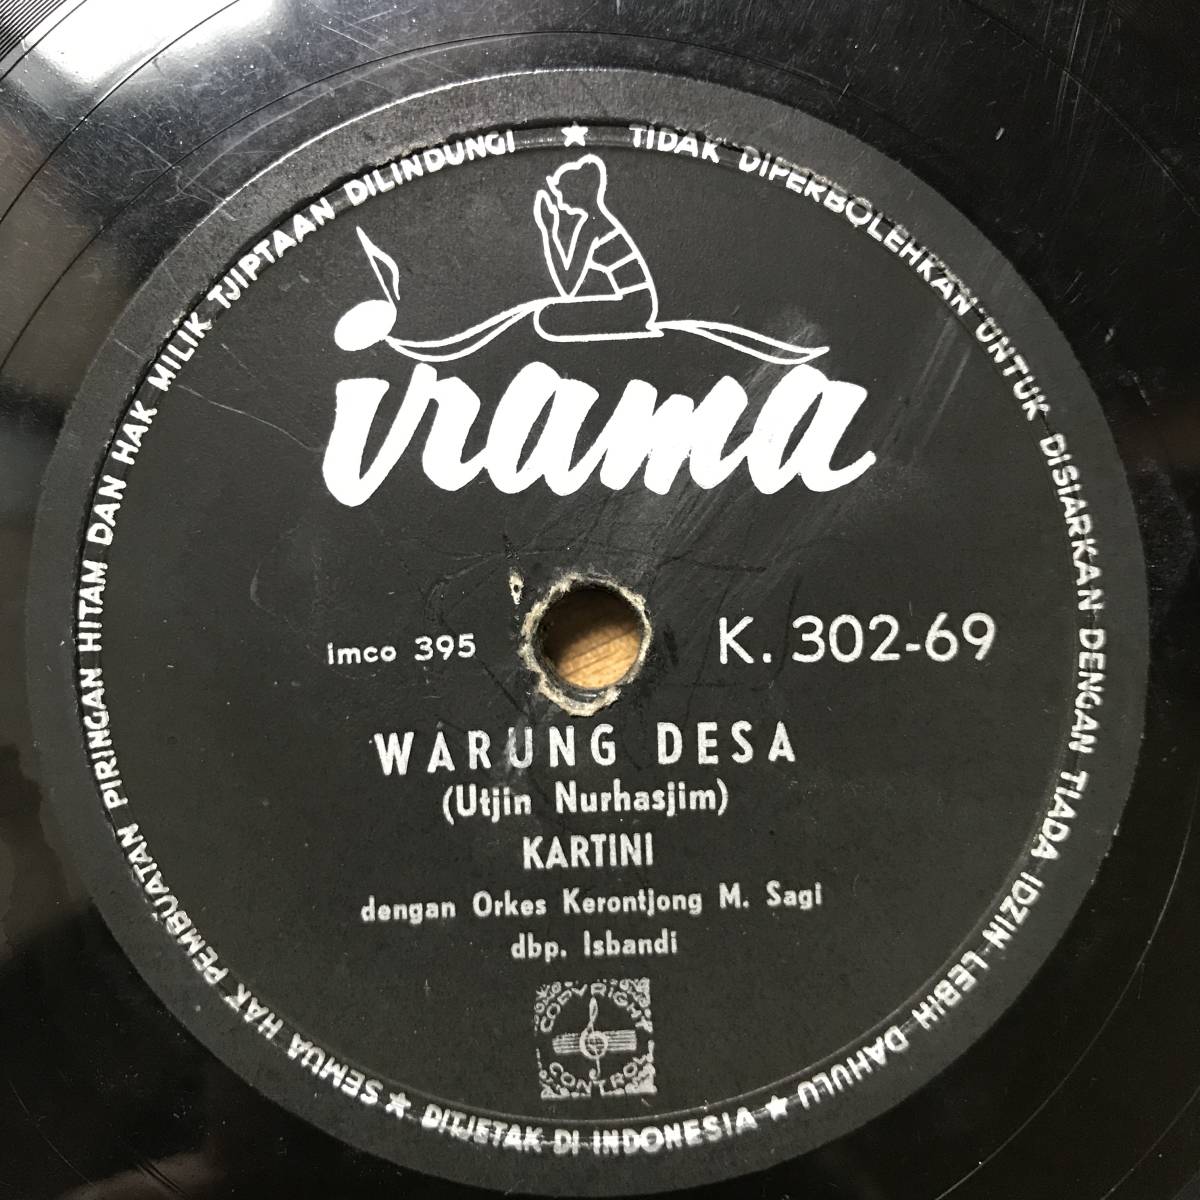 SEMUA HAK PEMBUATAN PIRINGAN HITAM DAN HAK MILIK TJIPTAAN DILINDUNGI ★ TIDAK DIPERBOLEHKAN UNTUK DISIARKAN DENGAN TIADA IDZIN LEBIH DAHULU ★
irama
imco 395
K. 302-69
WARUNG DESA
(Utjin Nurhasjim)
KARTINI
dengan Orkes Kerontjong M. Sagi
dbp. Isbandi
COPYRIGHT
CONTROL
DITJETAK DI INDONESIA ★